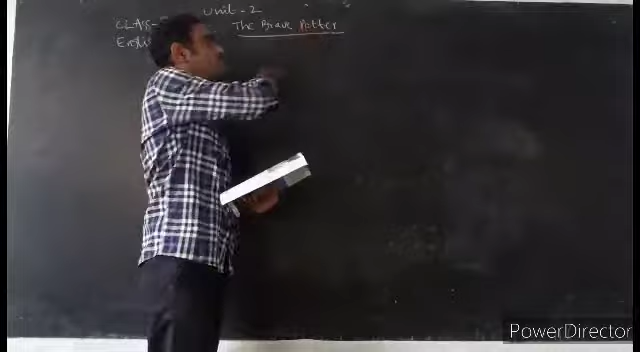 Unit - 2
CLASS-
The Brave Potter
PowerDirector